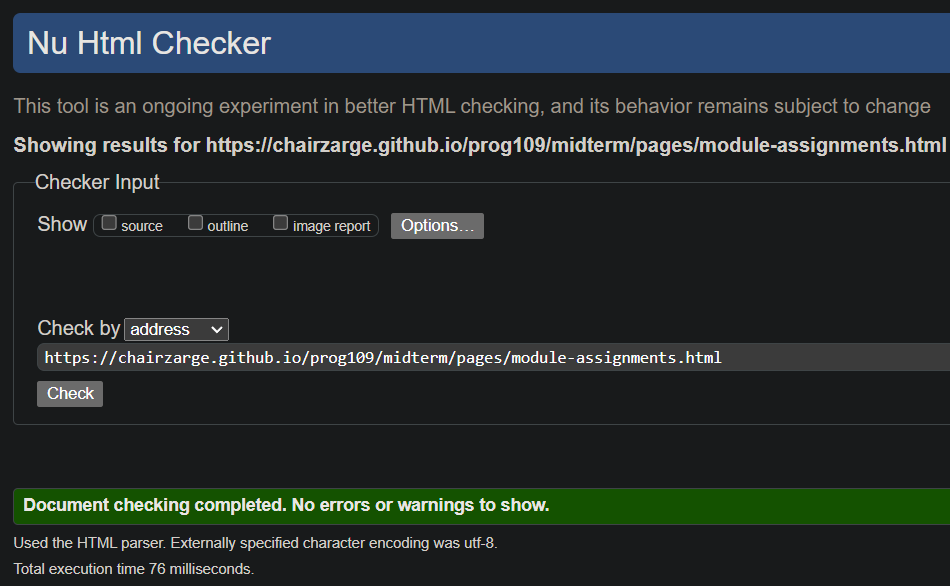 Nu Html Checker
This tool is an ongoing experiment in better HTML checking, and its behavior remains subject to change
Showing results for https://chairzarge.github.io/prog109/midterm/pages/module-assignments.html
Checker Input
Show source outline image report Options...
Check by address
https://chairzarge.github.io/prog109/midterm/pages/module-assignments.html
Check
Document checking completed. No errors or warnings to show.
Used the HTML parser. Externally specified character encoding was utf-8.
Total execution time 76 milliseconds.